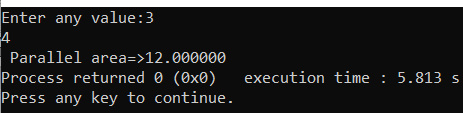 Enter any value:3
4
 Parallel area=>12.000000
Process returned 0 (0x0)   execution time : 5.813 s
Press any key to continue.